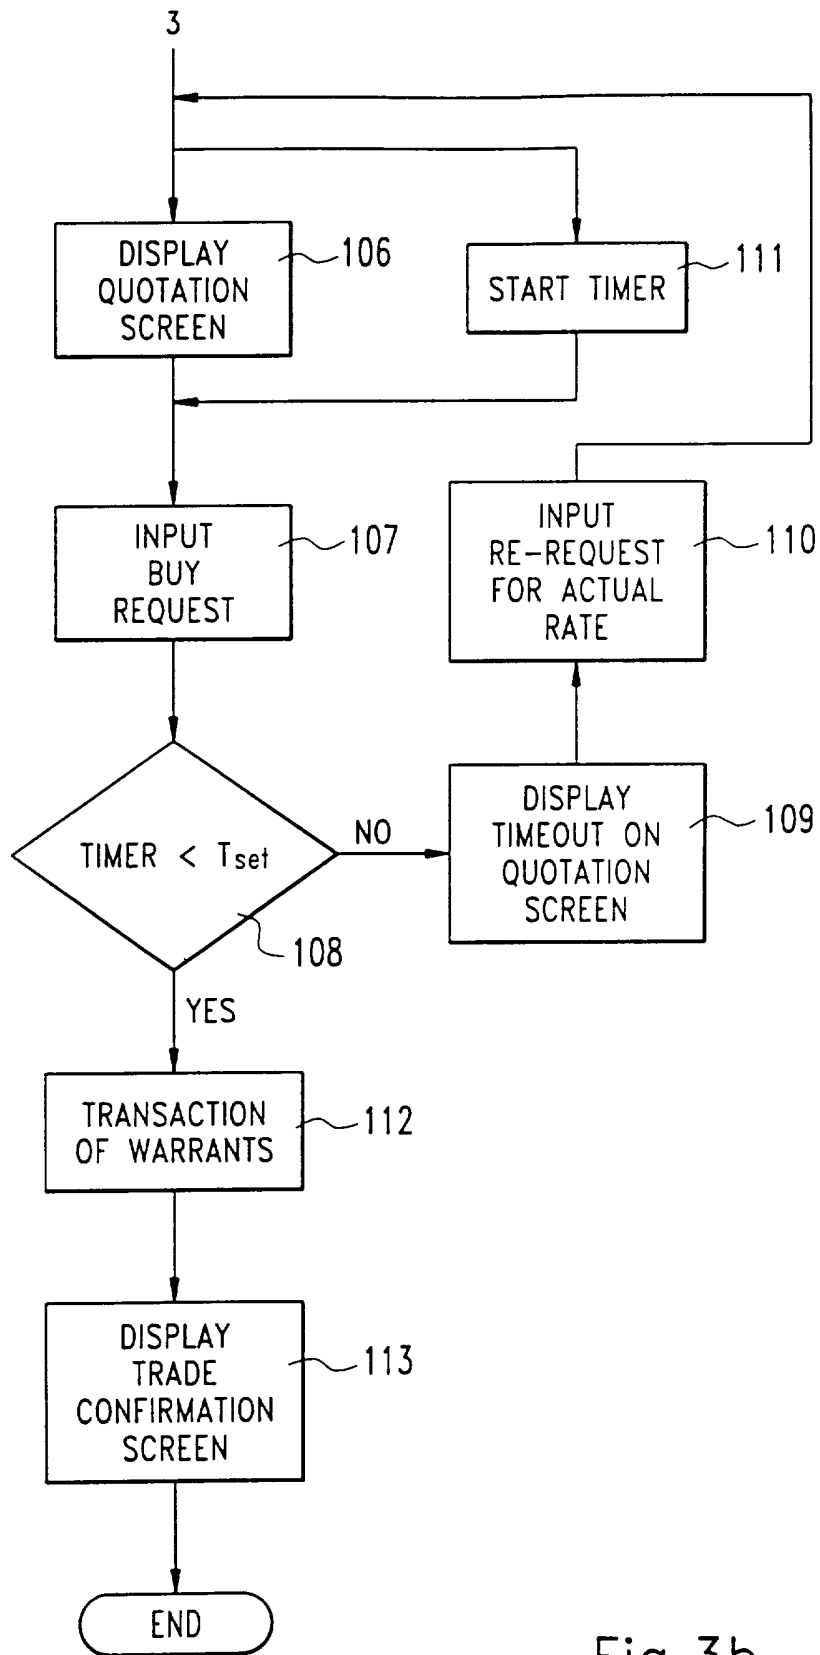 3
DISPLAY
QUOTATION
SCREEN
106
START TIMER
111
INPUT
BUY
REQUEST
107
INPUT
RE-REQUEST
FOR ACTUAL
RATE
110
TIMER < Tset
108
NO
DISPLAY
TIMEOUT ON
QUOTATION
SCREEN
109
YES
TRANSACTION
OF WARRANTS
112
DISPLAY
TRADE
CONFIRMATION
SCREEN
113
END
Fig. 3b